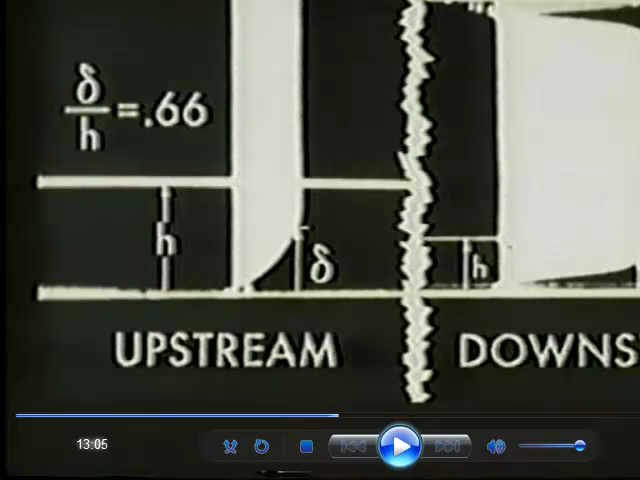 δ
— =.66
h
h
δ
h
UPSTREAM
DOWNS
13:05